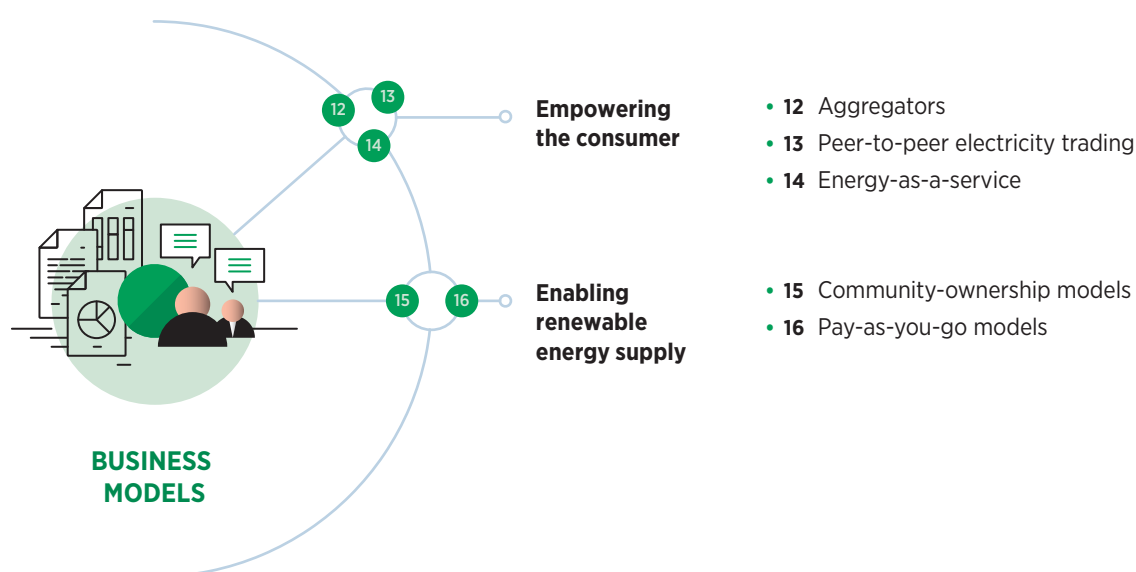 12
13
14
Empowering
the consumer
• 12 Aggregators
• 13 Peer-to-peer electricity trading
• 14 Energy-as-a-service
15
16
Enabling
renewable
energy supply
• 15 Community-ownership models
• 16 Pay-as-you-go models
BUSINESS
MODELS